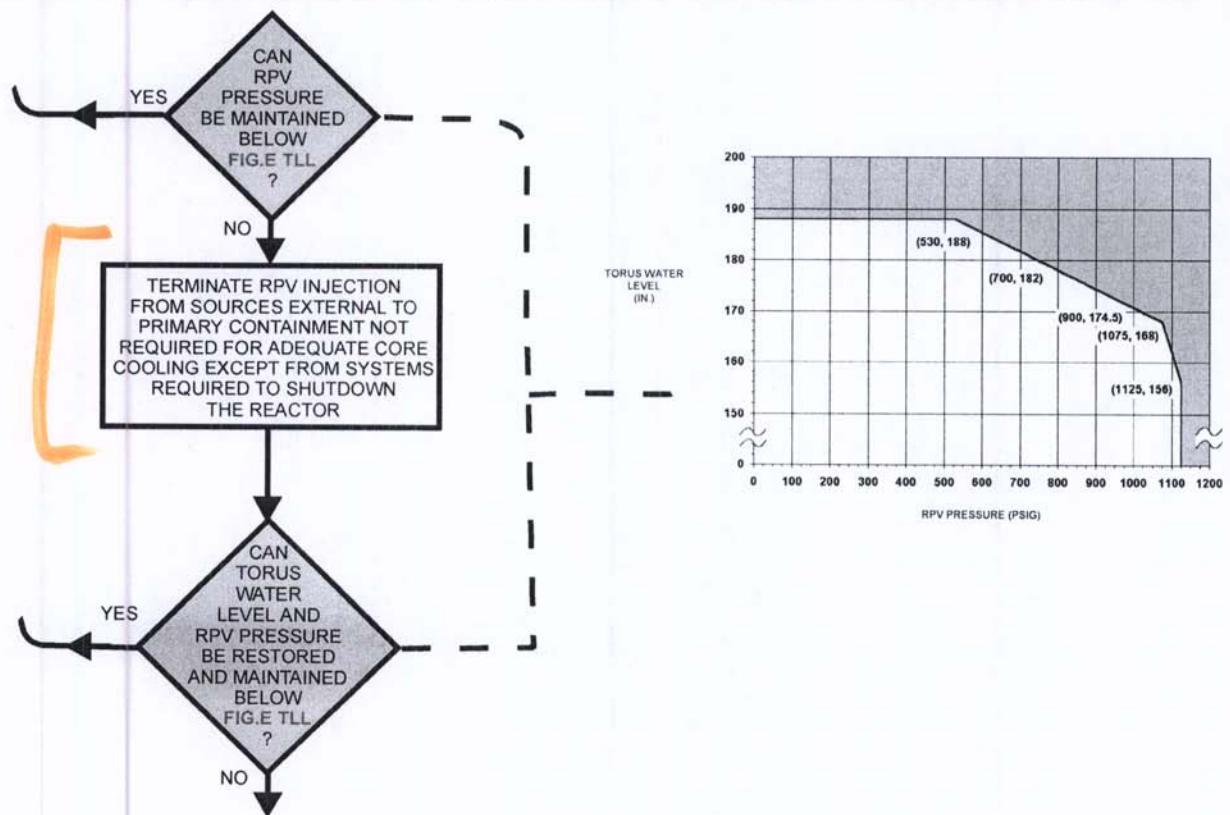 CAN
RPV
PRESSURE
BE MAINTAINED
BELOW
FIG.E TLL
?
YES
NO
TERMINATE RPV INJECTION
FROM SOURCES EXTERNAL TO
PRIMARY CONTAINMENT NOT
REQUIRED FOR ADEQUATE CORE
COOLING EXCEPT FROM SYSTEMS
REQUIRED TO SHUTDOWN
THE REACTOR
CAN
TORUS
WATER
LEVEL AND
RPV PRESSURE
BE RESTORED
AND MAINTAINED
BELOW
FIG.E TLL
?
YES
NO
TORUS WATER
LEVEL
(IN.)
200
190
180
170
160
150
0
(530, 188)
(700, 182)
(900, 174.5)
(1075, 168)
(1125, 156)
0 100 200 300 400 500 600 700 800 900 1000 1100 1200
RPV PRESSURE (PSIG)